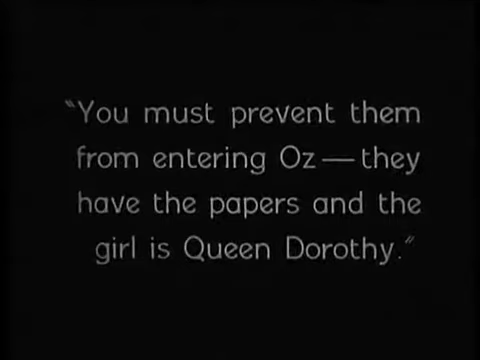 "You must prevent them
from entering Oz — they
have the papers and the
girl is Queen Dorothy."